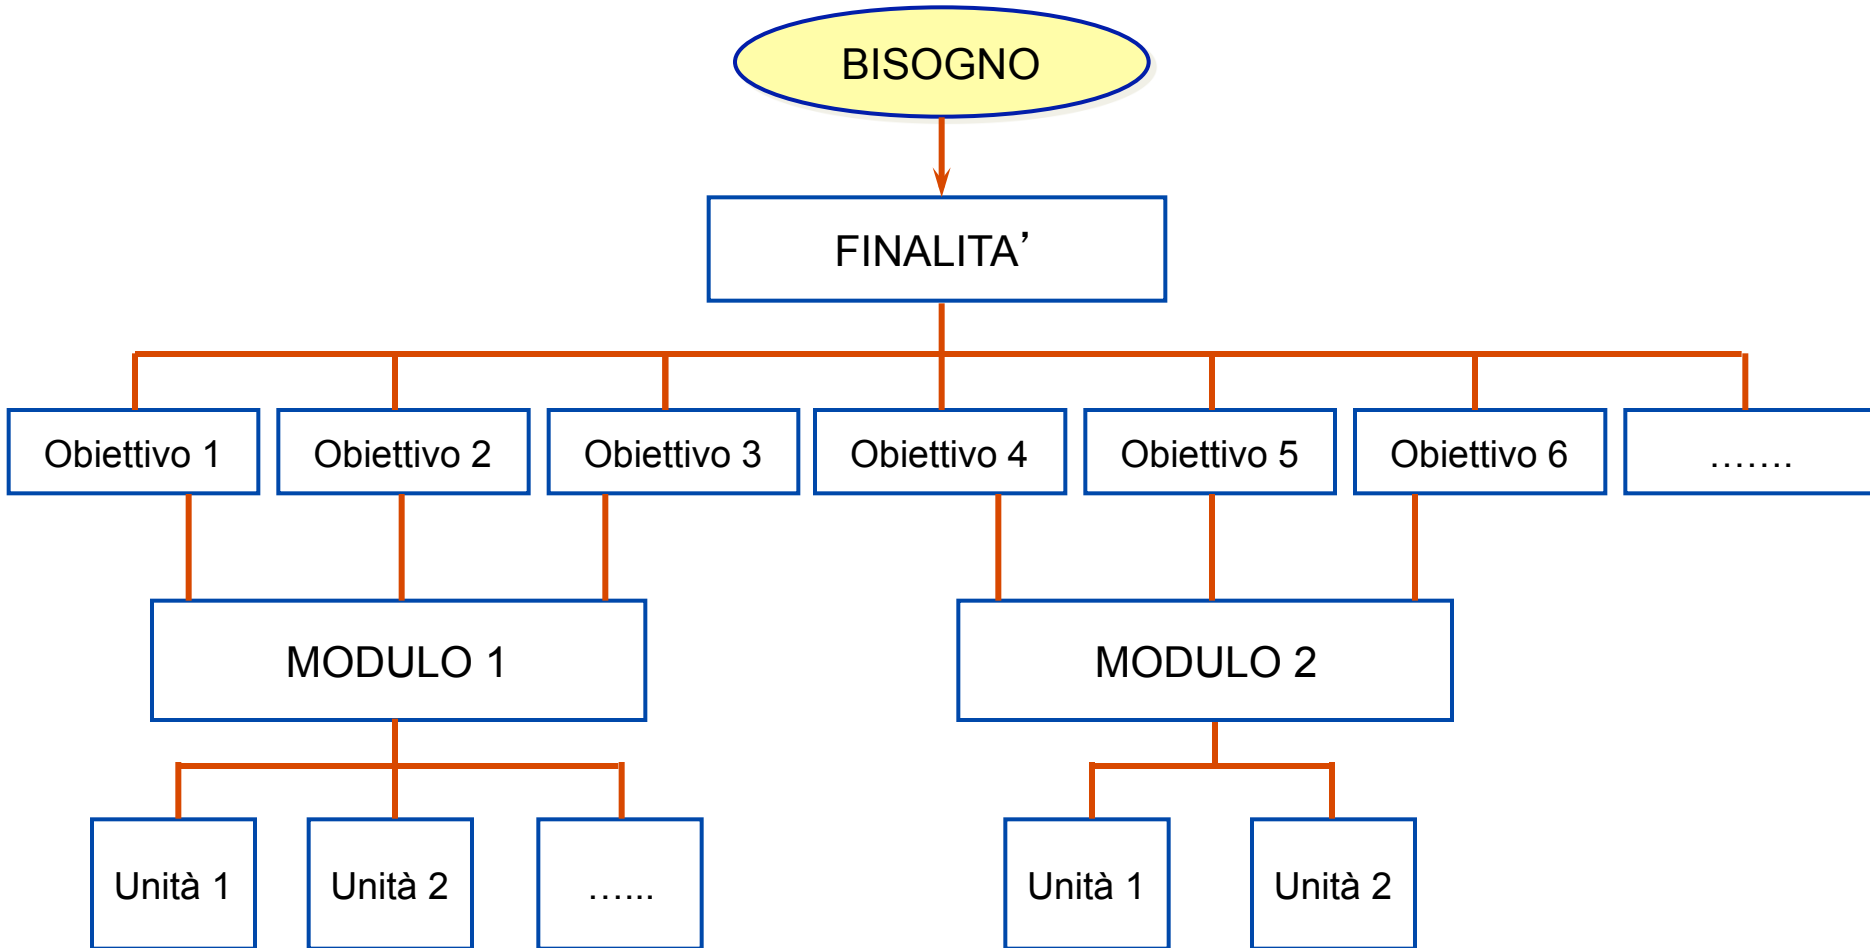 BISOGNO
FINALITA’
Obiettivo 1
Obiettivo 2
Obiettivo 3
Obiettivo 4
Obiettivo 5
Obiettivo 6
…….
MODULO 1
MODULO 2
Unità 1
Unità 2
…...
Unità 1
Unità 2